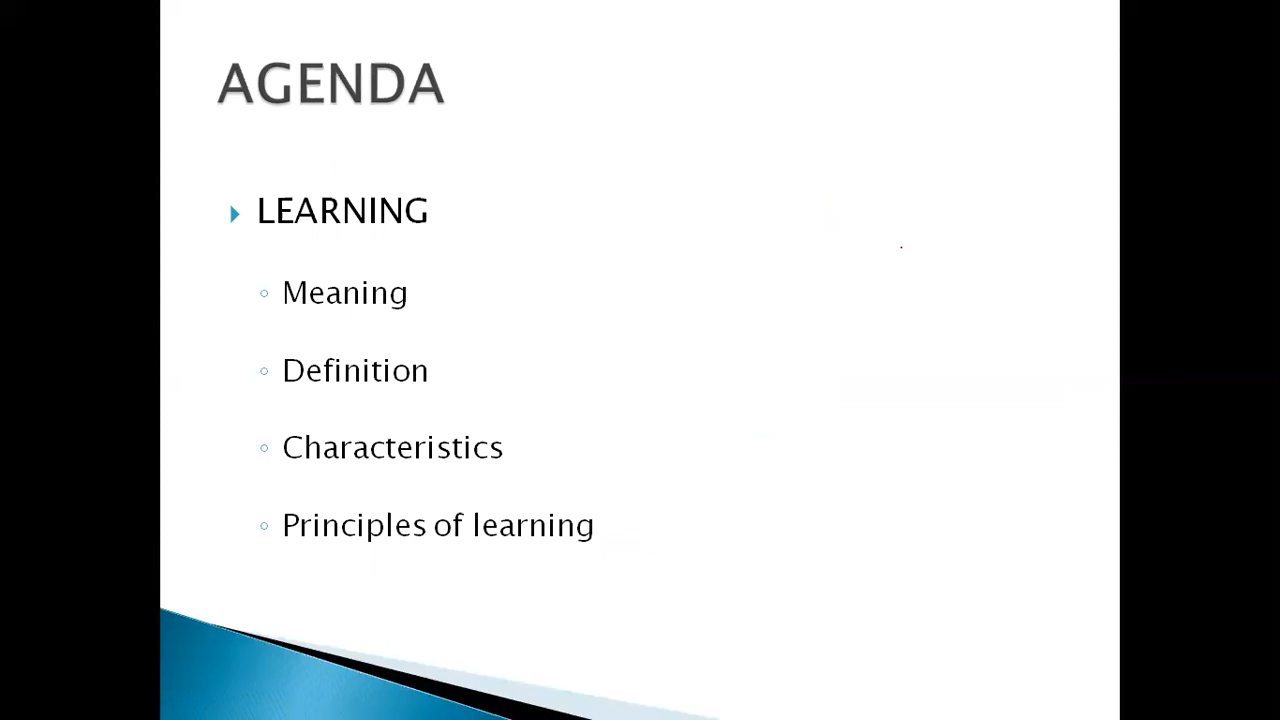 AGENDA
LEARNING
Meaning
Definition
Characteristics
Principles of learning